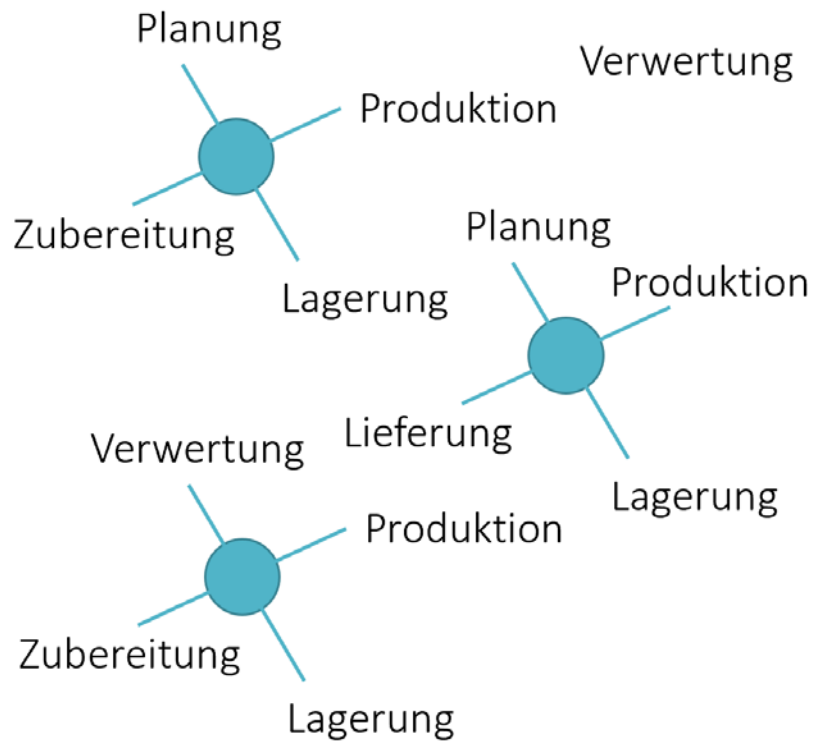 Planung
Verwertung
Produktion
Zubereitung
Lagerung
Planung
Produktion
Lieferung
Lagerung
Verwertung
Produktion
Zubereitung
Lagerung